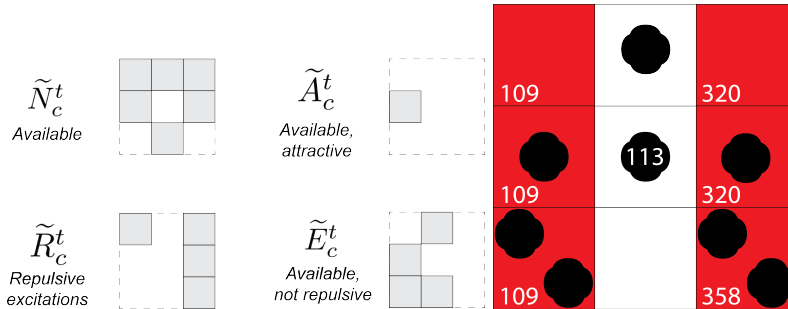 Ñ_c^t
Available
Ã_c^t
Available,
attractive
R̃_c^t
Repulsive
excitations
Ẽ_c^t
Available,
not repulsive
109
320
109
113
320
109
358